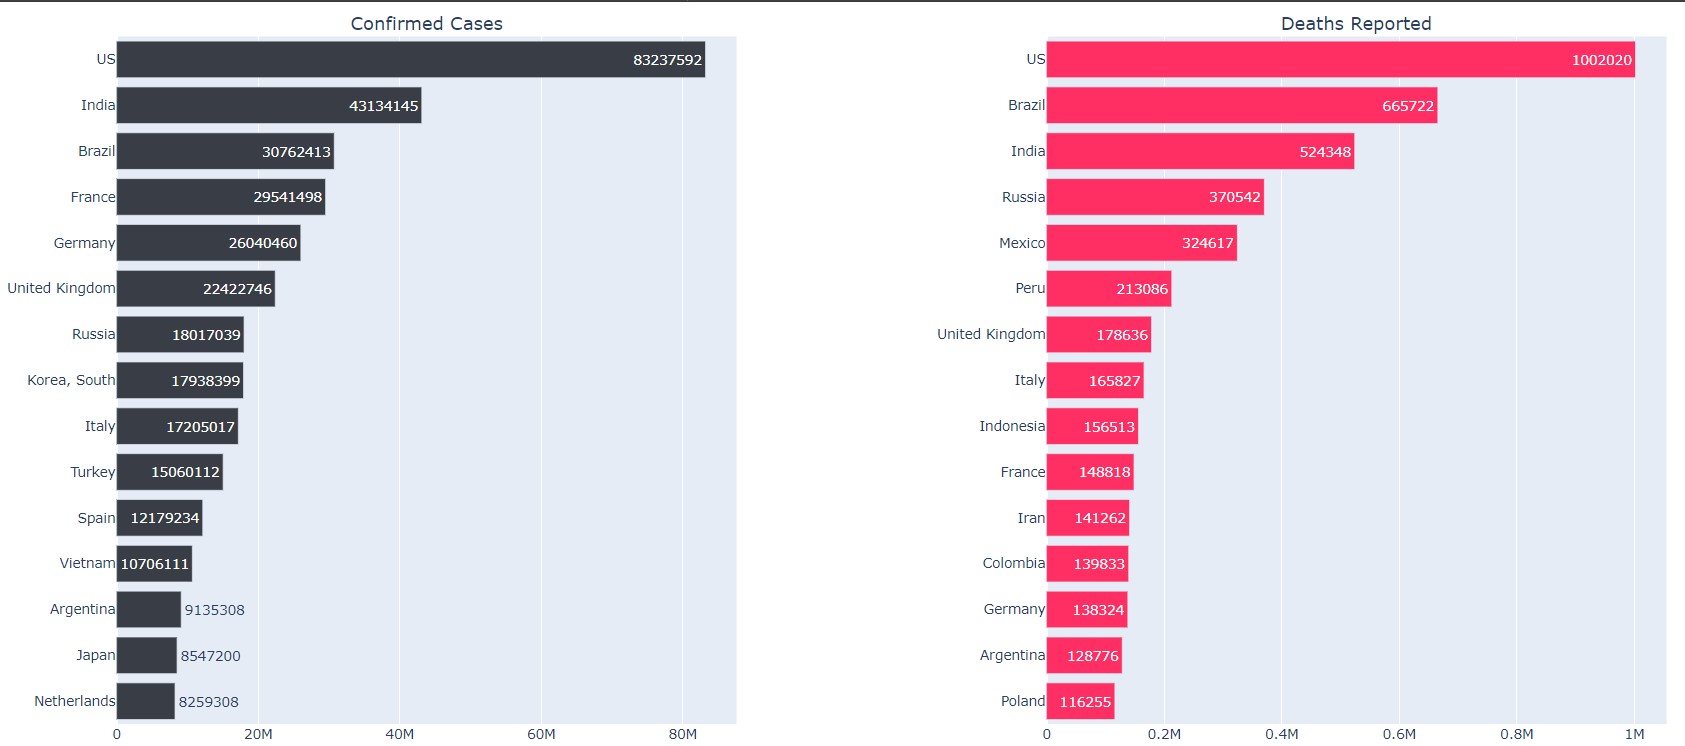 Confirmed Cases
US 83237592
India 43134145
Brazil 30762413
France 29541498
Germany 26040460
United Kingdom 22422746
Russia 18017039
Korea, South 17938399
Italy 17205017
Turkey 15060112
Spain 12179234
Vietnam 10706111
Argentina 9135308
Japan 8547200
Netherlands 8259308
0 20M 40M 60M 80M
Deaths Reported
US 1002020
Brazil 665722
India 524348
Russia 370542
Mexico 324617
Peru 213086
United Kingdom 178636
Italy 165827
Indonesia 156513
France 148818
Iran 141262
Colombia 139833
Germany 138324
Argentina 128776
Poland 116255
0 0.2M 0.4M 0.6M 0.8M 1M